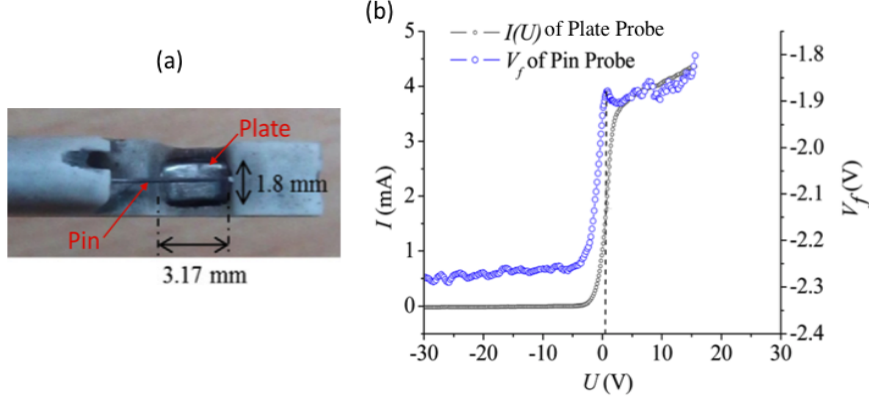 (a)
Plate
1.8 mm
Pin
3.17 mm
(b)
I(U) of Plate Probe
V_f of Pin Probe
I (mA)
5
4
3
2
1
0
-30
-20
-10
0
10
20
30
U (V)
-1.8
-1.9
-2.0
-2.1
-2.2
-2.3
-2.4
V_f (V)